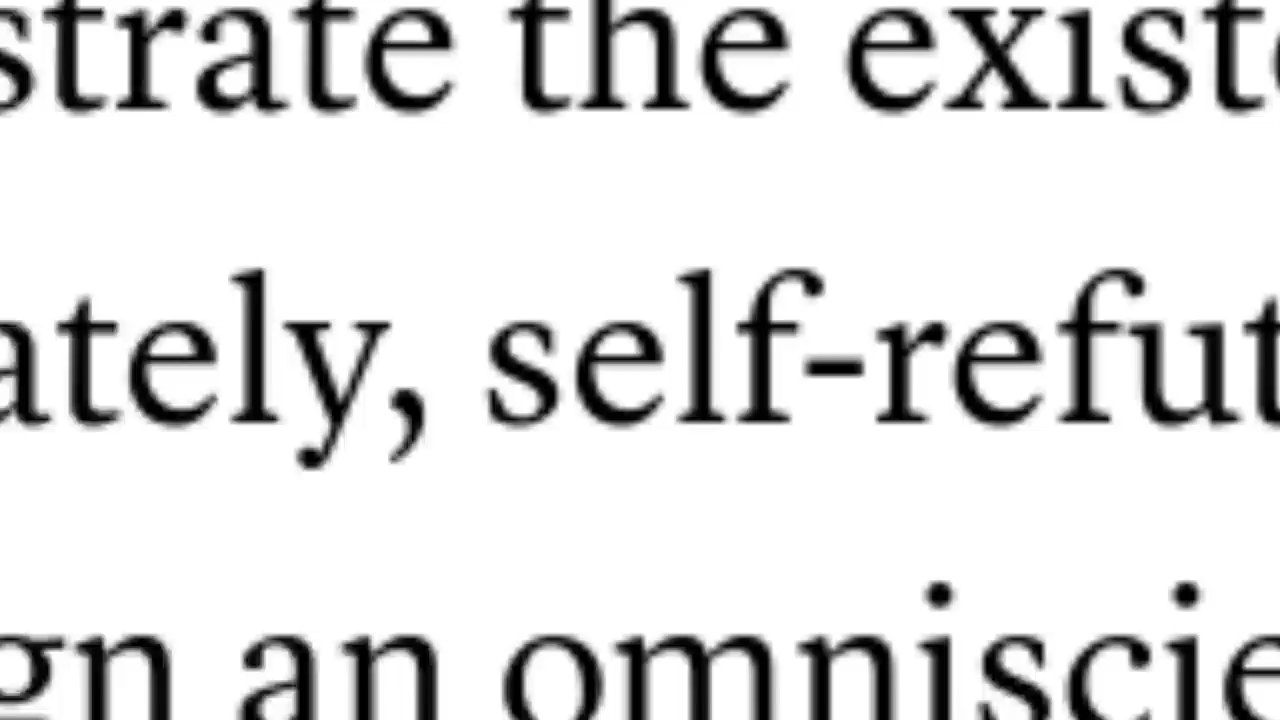 strate the existe
ately, self-refut
gn an omniscie